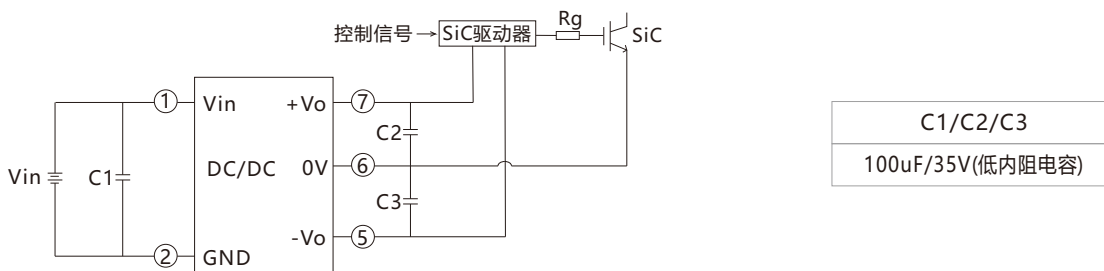 控制信号
SiC驱动器
Rg
SiC
① Vin
+Vo ⑦
C2
Vin
C1
DC/DC
0V ⑥
C3
-Vo ⑤
② GND
C1/C2/C3
100uF/35V(低内阻电容)